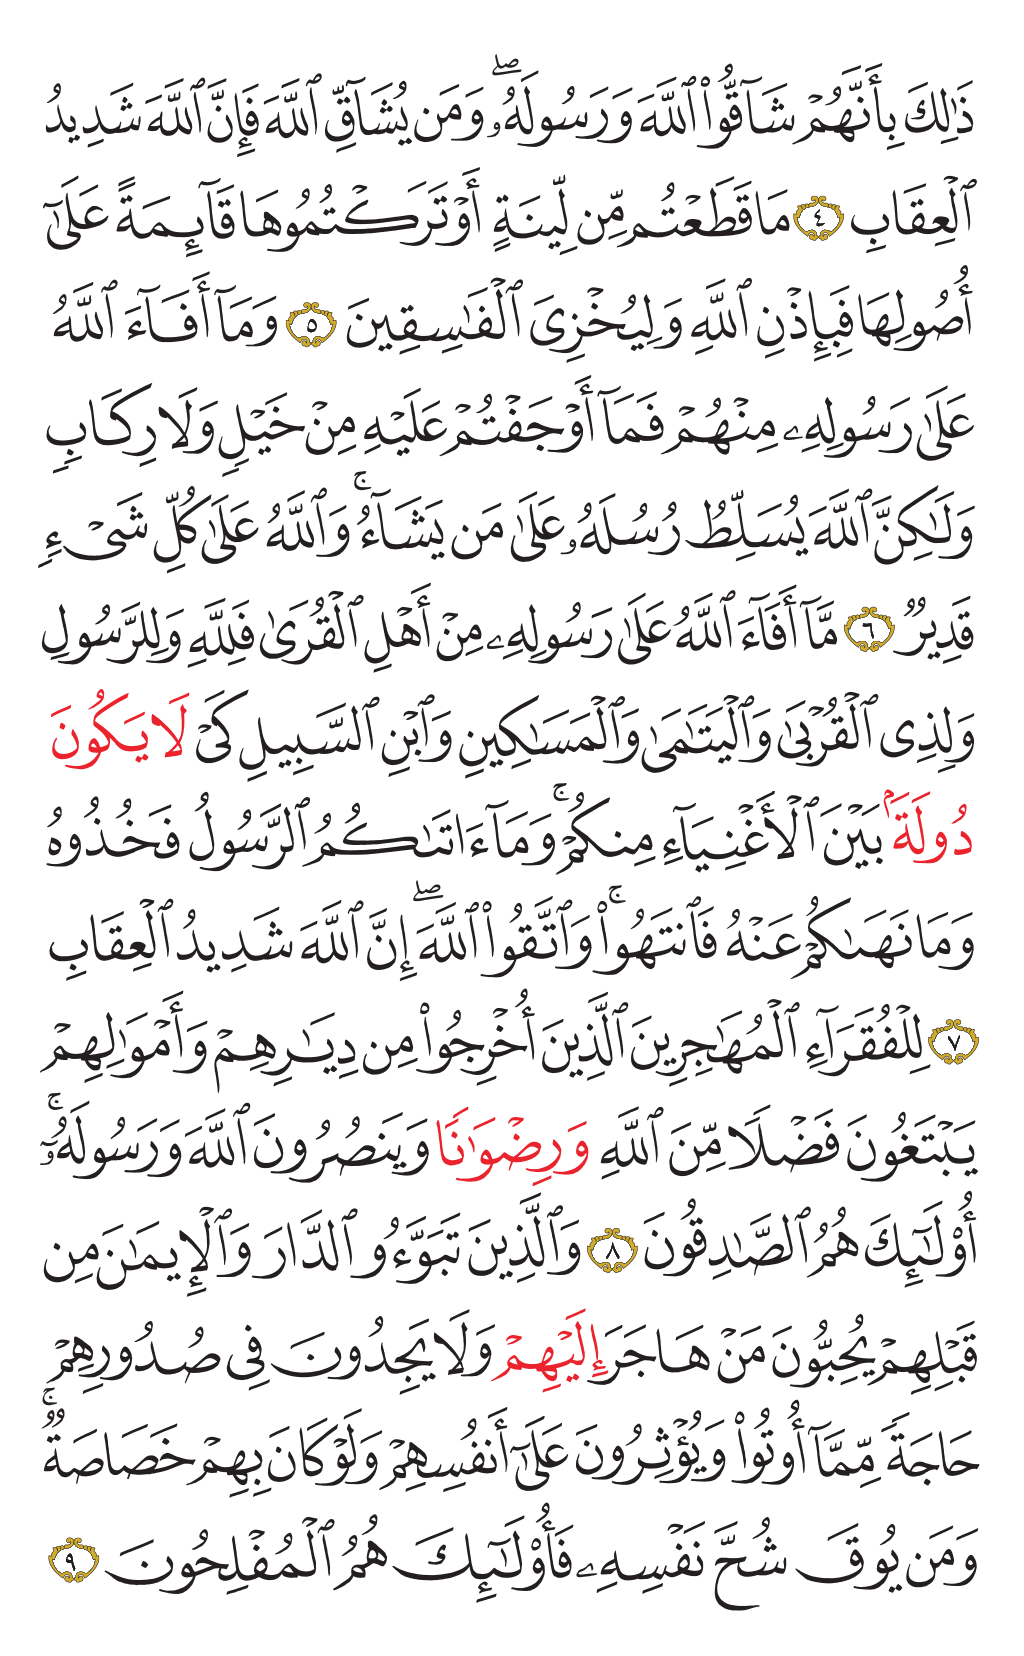 ذَٰلِكَ بِأَنَّهُمۡ شَآقُّواْ ٱللَّهَ وَرَسُولَهُۥۖ وَمَن يُشَآقِّ ٱللَّهَ فَإِنَّ ٱللَّهَ شَدِيدُ
ٱلۡعِقَابِ ٤ مَا قَطَعۡتُم مِّن لِّينَةٍ أَوۡ تَرَكۡتُمُوهَا قَآئِمَةً عَلَىٰٓ
أُصُولِهَا فَبِإِذۡنِ ٱللَّهِ وَلِيُخۡزِيَ ٱلۡفَٰسِقِينَ ٥ وَمَآ أَفَآءَ ٱللَّهُ
عَلَىٰ رَسُولِهِۦ مِنۡهُمۡ فَمَآ أَوۡجَفۡتُمۡ عَلَيۡهِ مِنۡ خَيۡلٖ وَلَا رِكَابٖ
وَلَٰكِنَّ ٱللَّهَ يُسَلِّطُ رُسُلَهُۥ عَلَىٰ مَن يَشَآءُۚ وَٱللَّهُ عَلَىٰ كُلِّ شَيۡءٖ
قَدِيرٞ ٦ مَّآ أَفَآءَ ٱللَّهُ عَلَىٰ رَسُولِهِۦ مِنۡ أَهۡلِ ٱلۡقُرَىٰ فَلِلَّهِ وَلِلرَّسُولِ
وَلِذِي ٱلۡقُرۡبَىٰ وَٱلۡيَتَٰمَىٰ وَٱلۡمَسَٰكِينِ وَٱبۡنِ ٱلسَّبِيلِ كَيۡ لَا يَكُونَ
دُولَةَۢ بَيۡنَ ٱلۡأَغۡنِيَآءِ مِنكُمۡۚ وَمَآ ءَاتَىٰكُمُ ٱلرَّسُولُ فَخُذُوهُ
وَمَا نَهَىٰكُمۡ عَنۡهُ فَٱنتَهُواْۚ وَٱتَّقُواْ ٱللَّهَۖ إِنَّ ٱللَّهَ شَدِيدُ ٱلۡعِقَابِ
٧ لِلۡفُقَرَآءِ ٱلۡمُهَٰجِرِينَ ٱلَّذِينَ أُخۡرِجُواْ مِن دِيَٰرِهِمۡ وَأَمۡوَٰلِهِمۡ
يَبۡتَغُونَ فَضۡلٗا مِّنَ ٱللَّهِ وَرِضۡوَٰنٗا وَيَنصُرُونَ ٱللَّهَ وَرَسُولَهُۥٓۚ
أُوْلَٰٓئِكَ هُمُ ٱلصَّٰدِقُونَ ٨ وَٱلَّذِينَ تَبَوَّءُو ٱلدَّارَ وَٱلۡإِيمَٰنَ مِن
قَبۡلِهِمۡ يُحِبُّونَ مَنۡ هَاجَرَ إِلَيۡهِمۡ وَلَا يَجِدُونَ فِي صُدُورِهِمۡ
حَاجَةٗ مِّمَّآ أُوتُواْ وَيُؤۡثِرُونَ عَلَىٰٓ أَنفُسِهِمۡ وَلَوۡ كَانَ بِهِمۡ خَصَاصَةٞۚ
وَمَن يُوقَ شُحَّ نَفۡسِهِۦ فَأُوْلَٰٓئِكَ هُمُ ٱلۡمُفۡلِحُونَ ٩